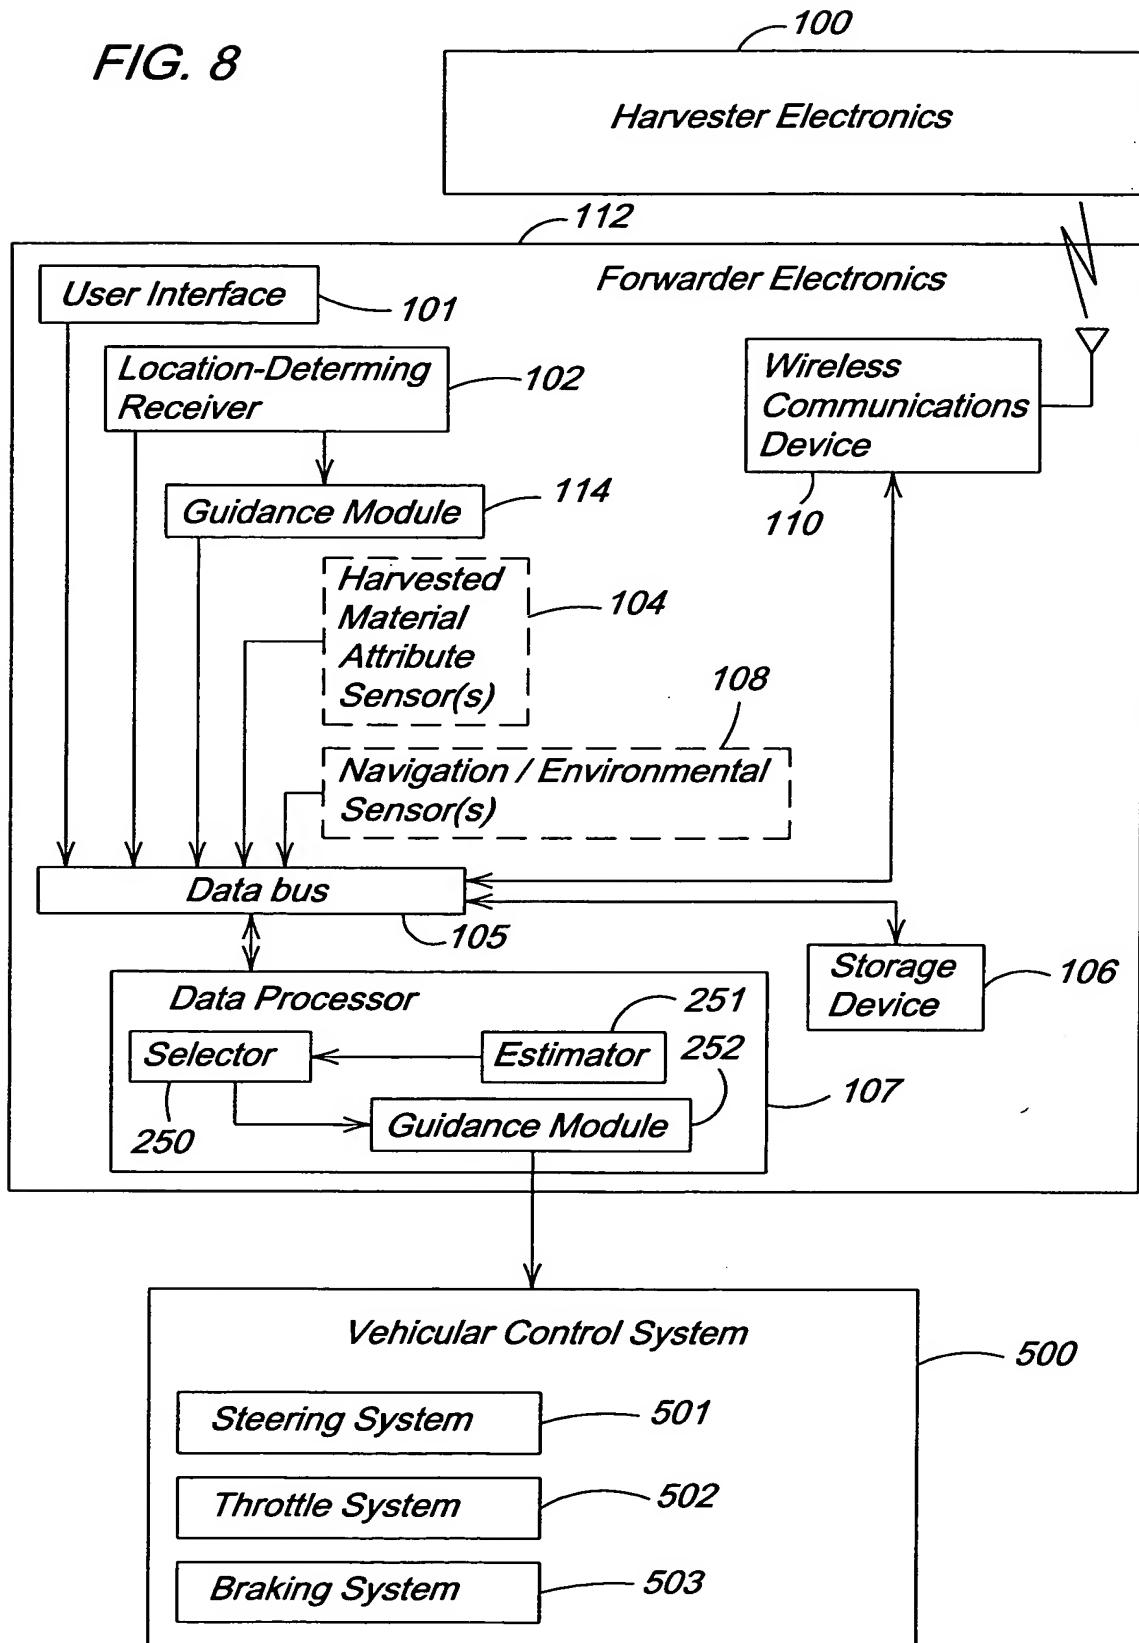 FIG. 8
100
Harvester Electronics
112
Forwarder Electronics
User Interface
101
Location-Determing
Receiver
102
Wireless
Communications
Device
110
Guidance Module
114
Harvested
Material
Attribute
Sensor(s)
104
108
Navigation / Environmental
Sensor(s)
Data bus
105
Storage
Device
106
Data Processor
251
Selector
Estimator
252
250
Guidance Module
107
Vehicular Control System
500
Steering System
501
Throttle System
502
Braking System
503